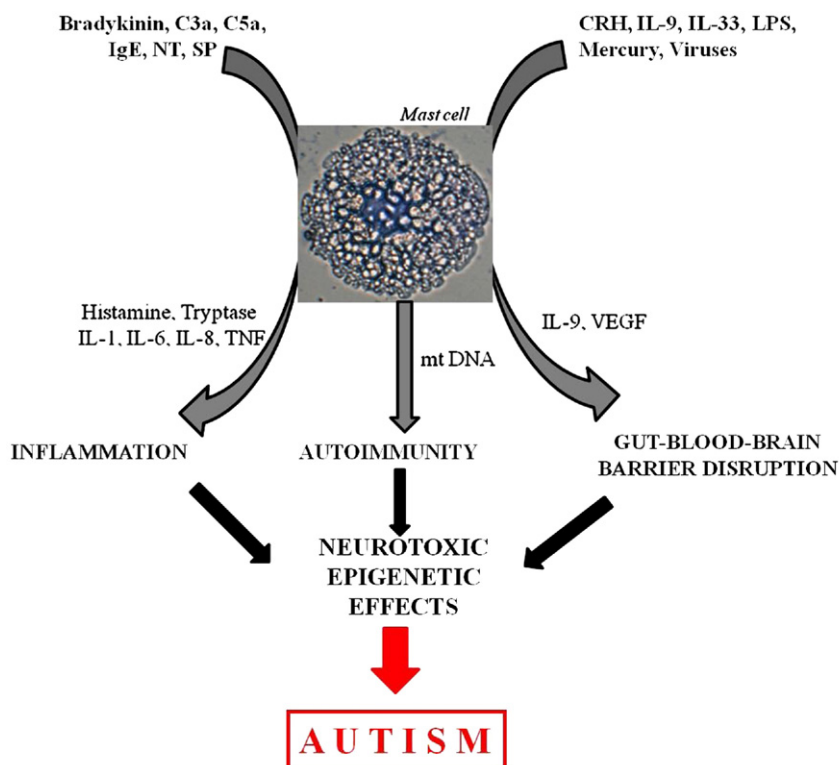 Bradykinin, C3a, C5a,
IgE, NT, SP
CRH, IL-9, IL-33, LPS,
Mercury, Viruses
Mast cell
Histamine, Tryptase
IL-1, IL-6, IL-8, TNF
mt DNA
IL-9, VEGF
INFLAMMATION
AUTOIMMUNITY
GUT-BLOOD-BRAIN
BARRIER DISRUPTION
NEUROTOXIC
EPIGENETIC
EFFECTS
AUTISM